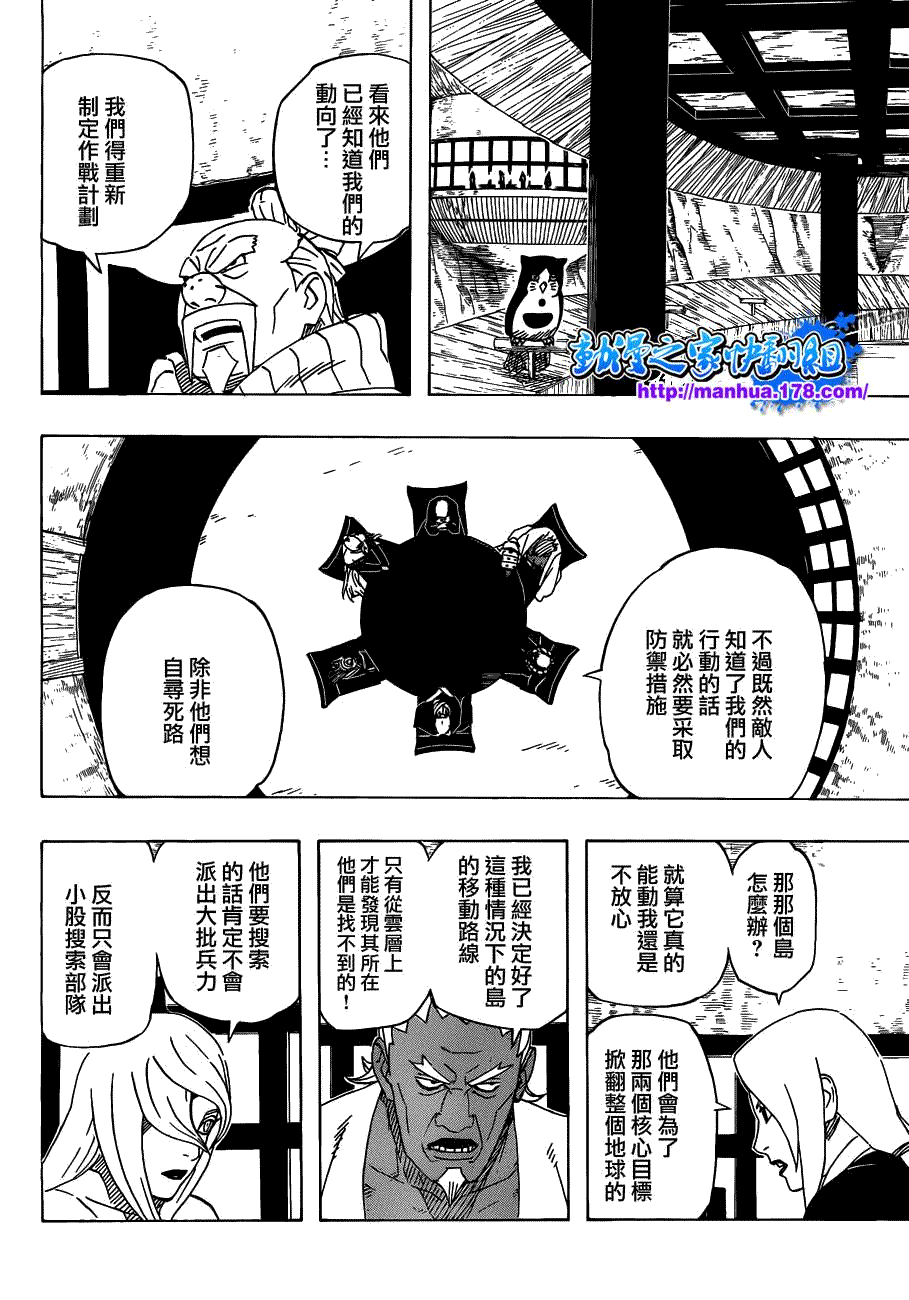 看來他們
已經知道我們的
動向了…
我們得重新
制定作戰計劃
動漫之家快翻組
http://manhua.178.com/
不過既然敵人
知道了我們的
行動的話
就必然要采取
防禦措施
除非他們想
自尋死路
那那個島
怎麼辦?
就算它真的
能動我還是
不放心
他們會為了
那兩個核心目標
掀翻整個地球的
我已經決定好了
這種情況下的島
的移動路線
只有從雲層上
才能發現其所在
他們是找不到的!
他們要搜索
的話肯定不會
派出大批兵力
反而只會派出
小股搜索部隊